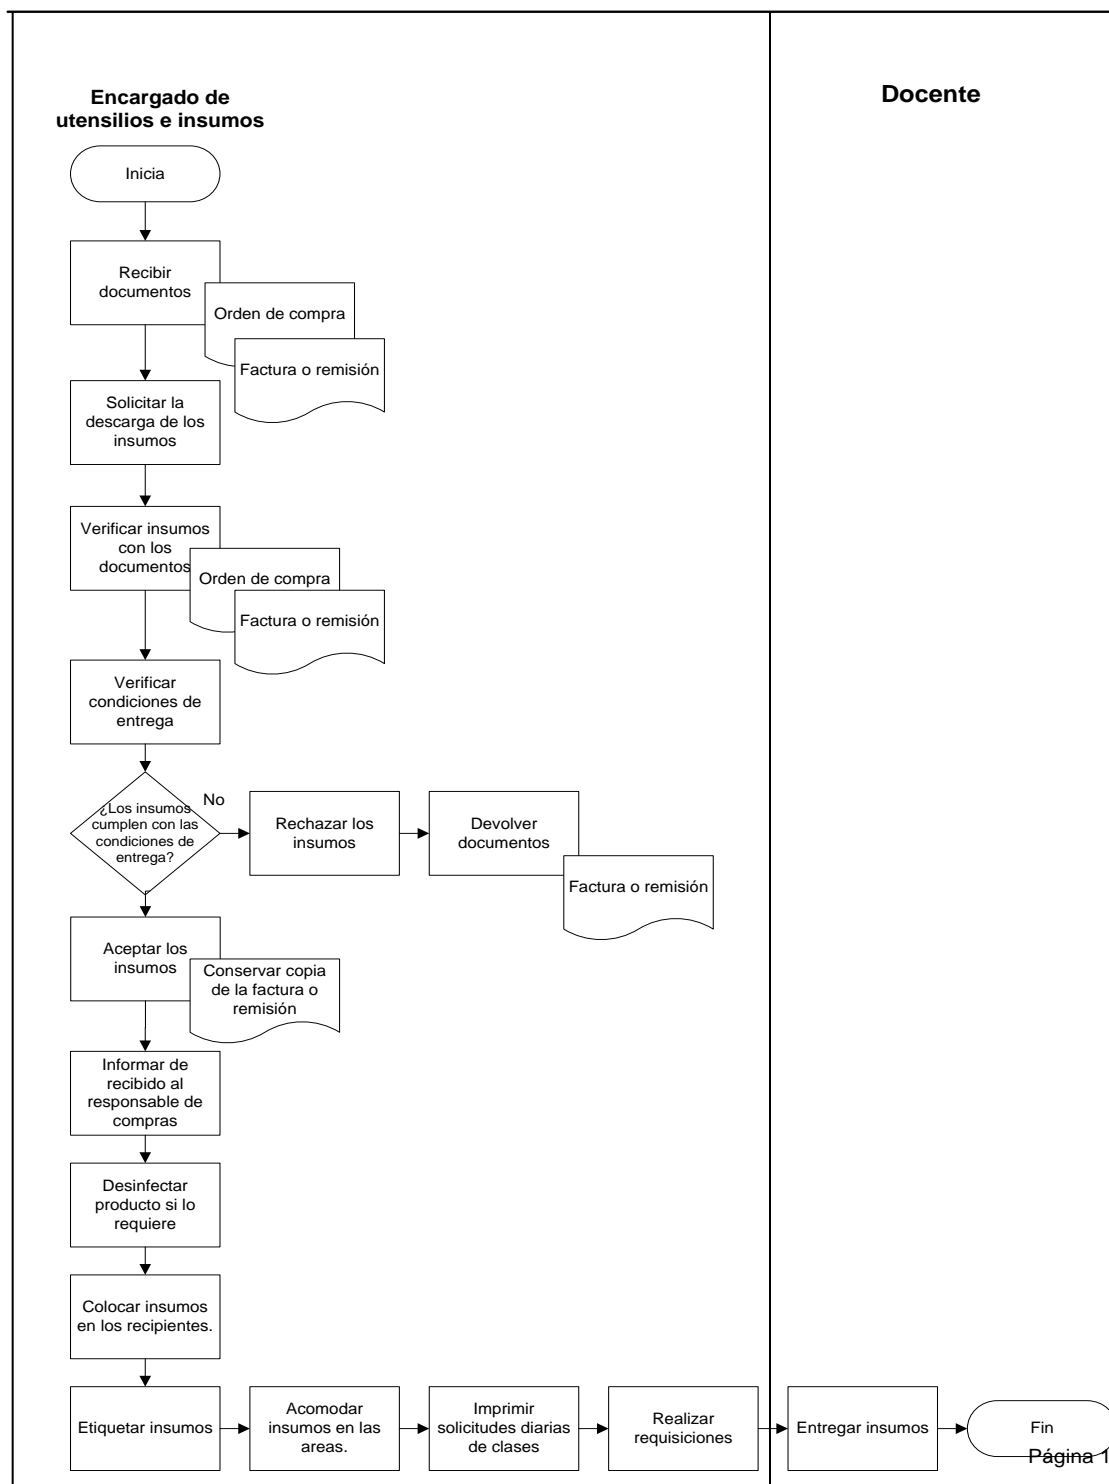 Encargado de
utensilios e insumos
Docente
Inicia
Recibir
documentos
Orden de compra
Factura o remisión
Solicitar la
descarga de los
insumos
Verificar insumos
con los
documentos
Orden de compra
Factura o remisión
Verificar
condiciones de
entrega
¿Los insumos
cumplen con las
condiciones de
entrega?
No
Rechazar los
insumos
Devolver
documentos
Factura o remisión
Aceptar los
insumos
Conservar copia
de la factura o
remisión
Informar de
recibido al
responsable de
compras
Desinfectar
producto si lo
requiere
Colocar insumos
en los recipientes.
Etiquetar insumos
Acomodar
insumos en las
areas.
Imprimir
solicitudes diarias
de clases
Realizar
requisiciones
Entregar insumos
Fin
Página 1